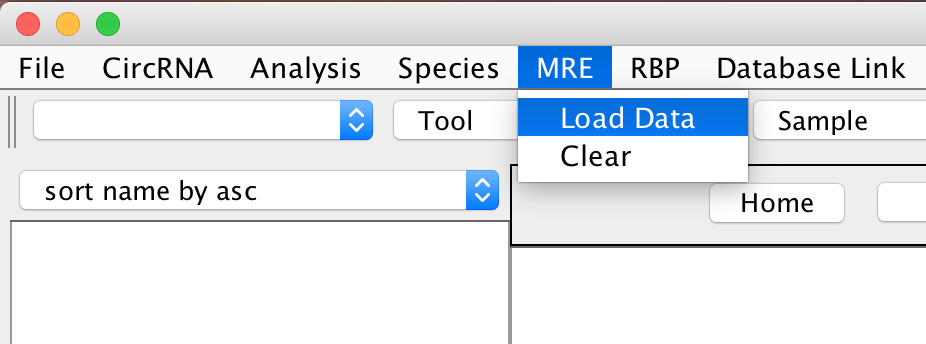 File CircRNA Analysis Species MRE RBP Database Link
Tool Load Data Sample
Clear
sort name by asc Home